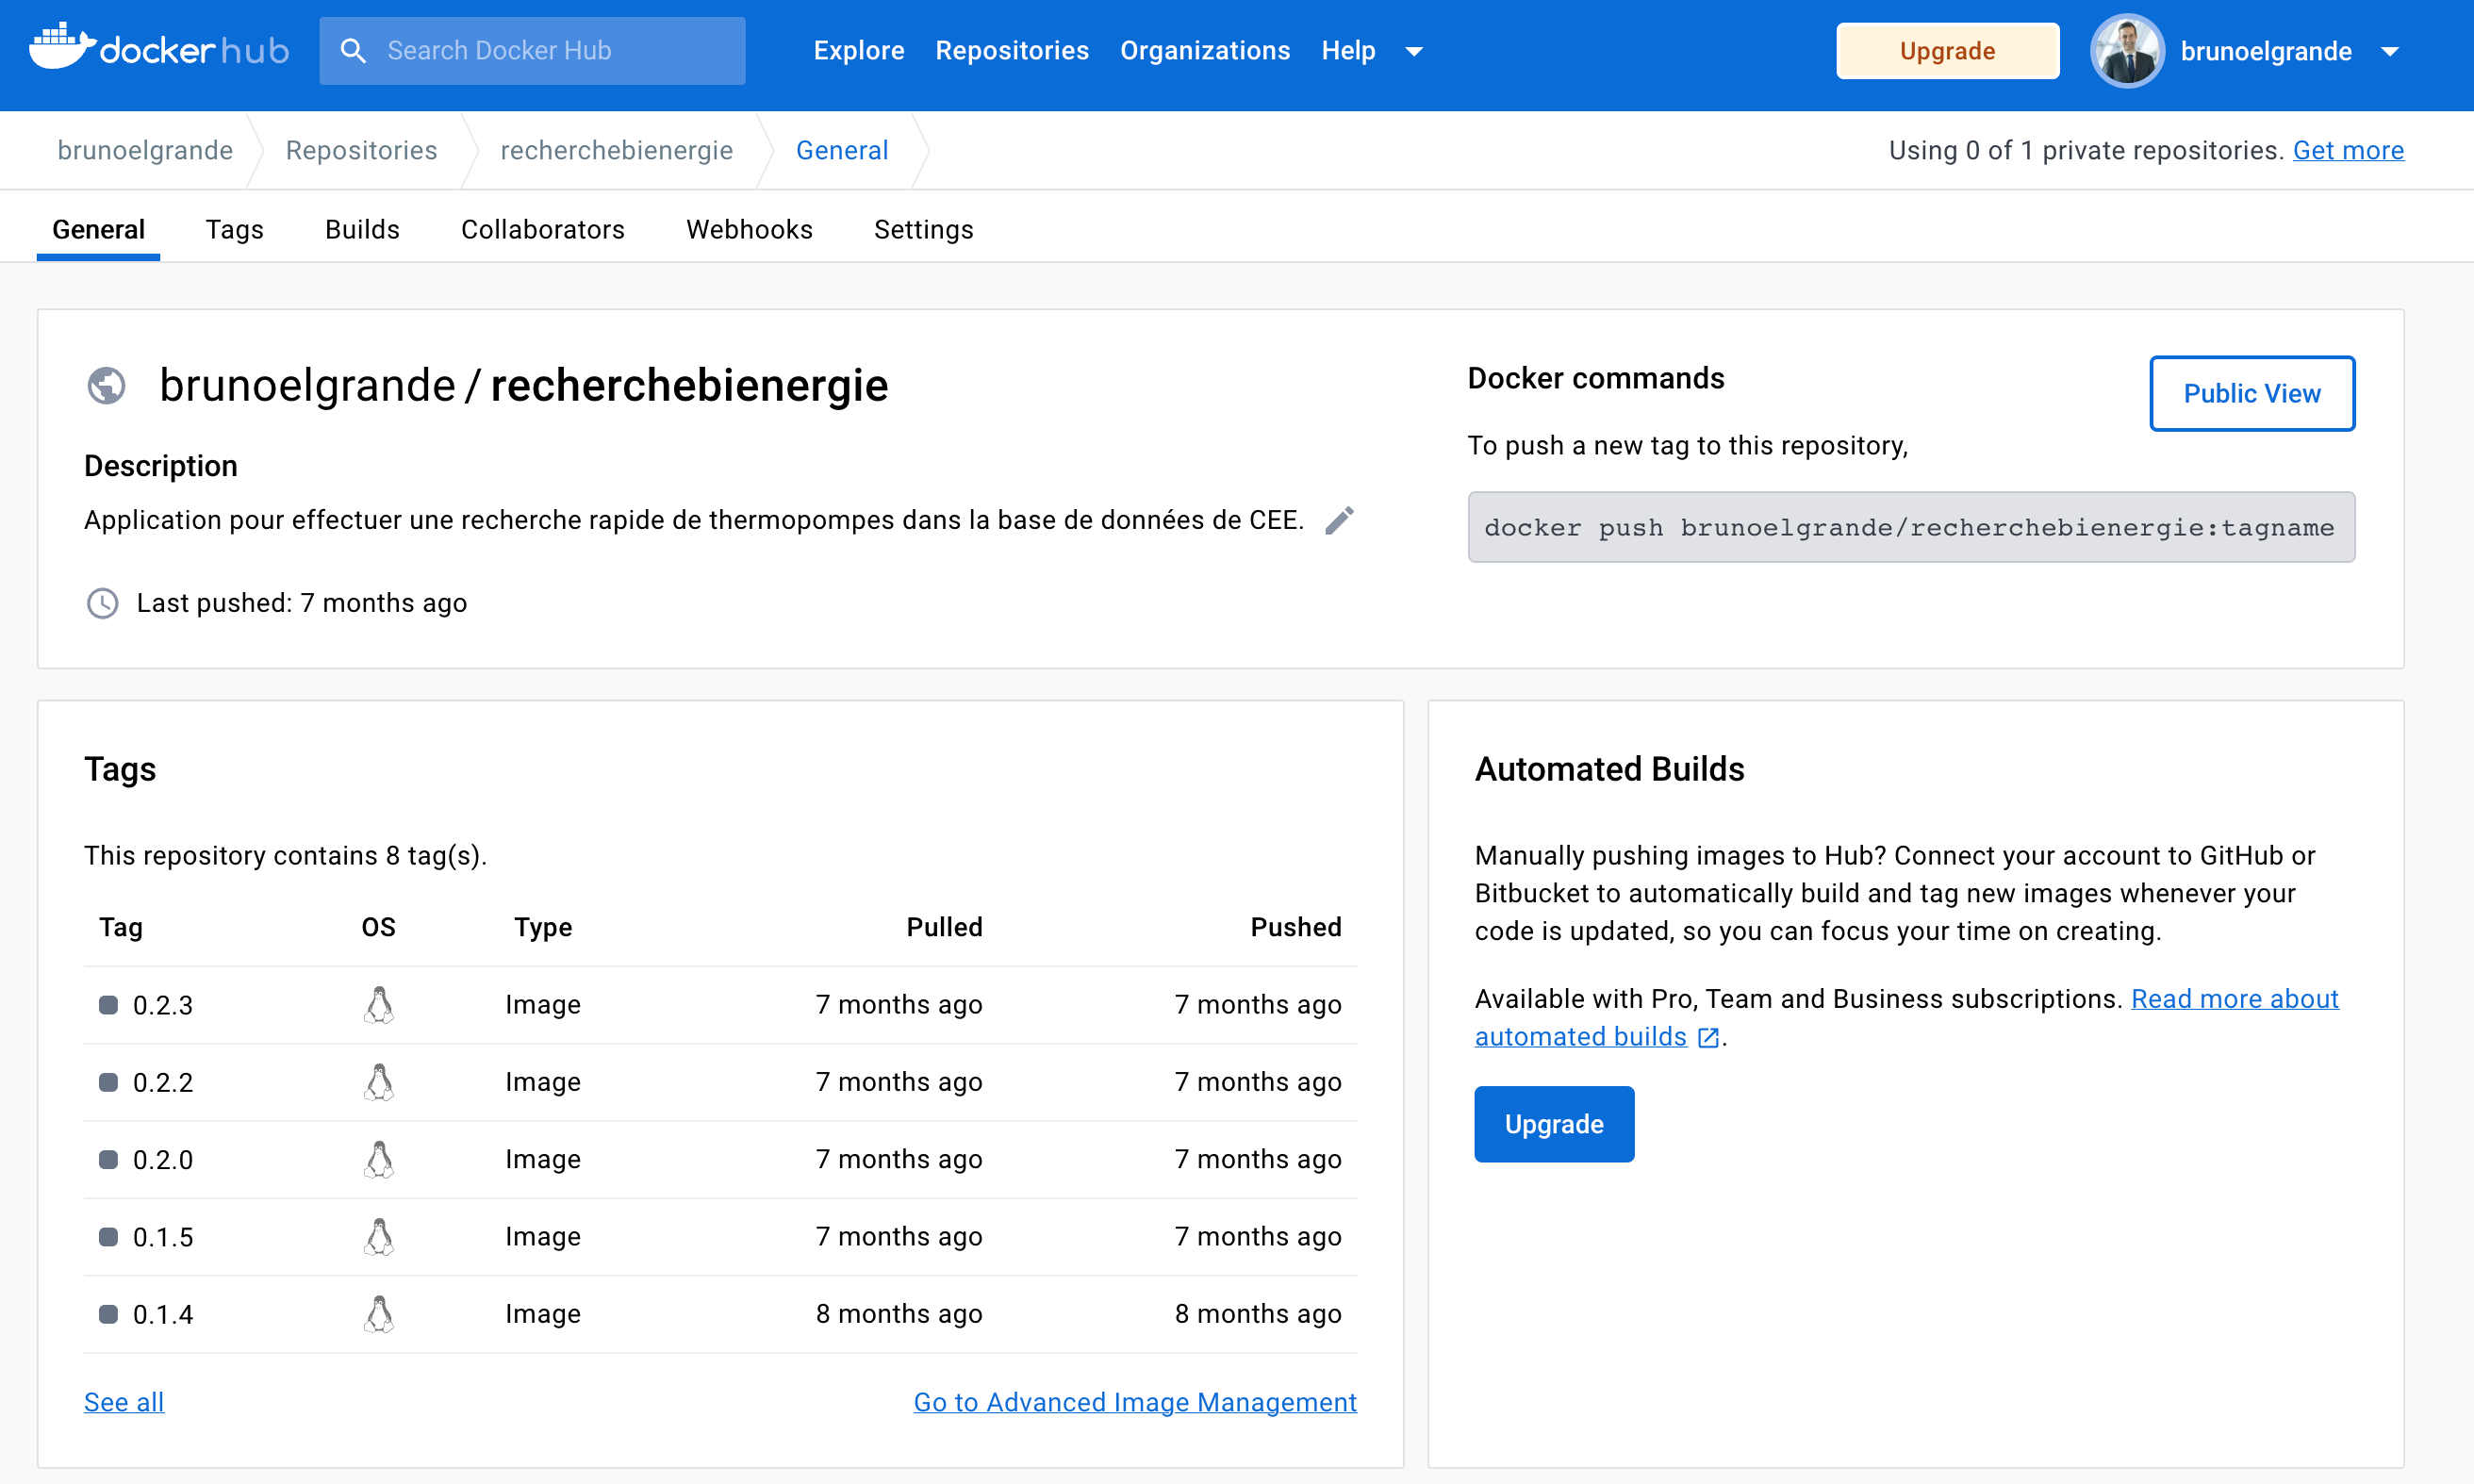 dockerhub Search Docker Hub Explore Repositories Organizations Help Upgrade brunoelgrande
brunoelgrande Repositories recherchebienergie General Using 0 of 1 private repositories. Get more
General Tags Builds Collaborators Webhooks Settings
brunoelgrande / recherchebienergie
Description
Application pour effectuer une recherche rapide de thermopompes dans la base de données de CEE.
Last pushed: 7 months ago
Docker commands
Public View
To push a new tag to this repository,
docker push brunoelgrande/recherchebienergie:tagname
Tags
This repository contains 8 tag(s).
Tag OS Type Pulled Pushed
0.2.3 Image 7 months ago 7 months ago
0.2.2 Image 7 months ago 7 months ago
0.2.0 Image 7 months ago 7 months ago
0.1.5 Image 7 months ago 7 months ago
0.1.4 Image 8 months ago 8 months ago
See all Go to Advanced Image Management
Automated Builds
Manually pushing images to Hub? Connect your account to GitHub or
Bitbucket to automatically build and tag new images whenever your
code is updated, so you can focus your time on creating.
Available with Pro, Team and Business subscriptions. Read more about
automated builds .
Upgrade